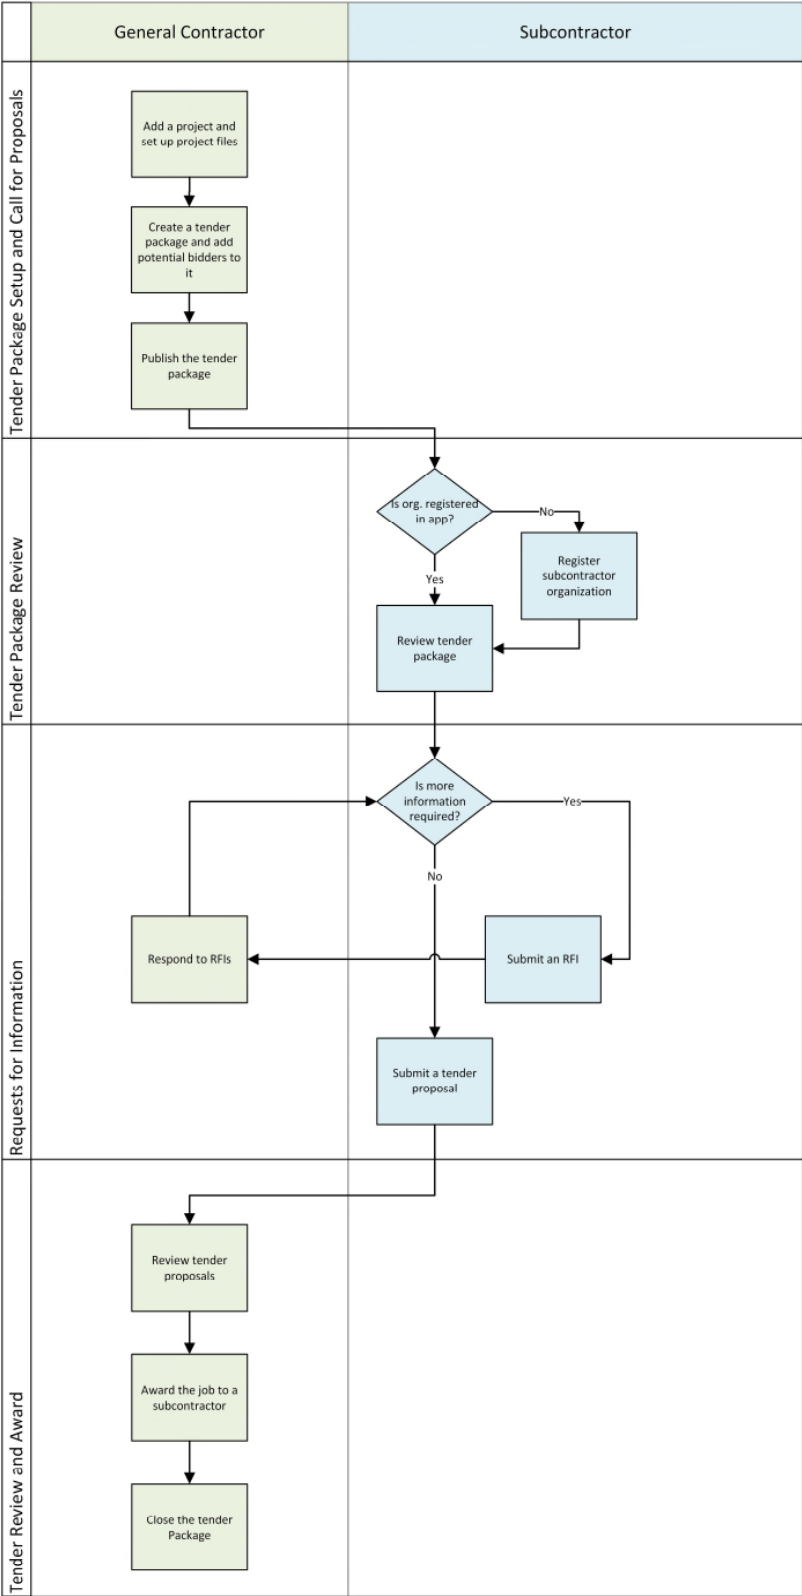 General Contractor
Subcontractor
Tender Package Setup and Call for Proposals
Add a project and
set up project files
Create a tender
package and add
potential bidders to
it
Publish the tender
package
Tender Package Review
Is org. registered
in app?
No
Register
subcontractor
organization
Yes
Review tender
package
Requests for Information
Is more
information
required?
Yes
No
Respond to RFIs
Submit an RFI
Submit a tender
proposal
Tender Review and Award
Review tender
proposals
Award the job to a
subcontractor
Close the tender
Package